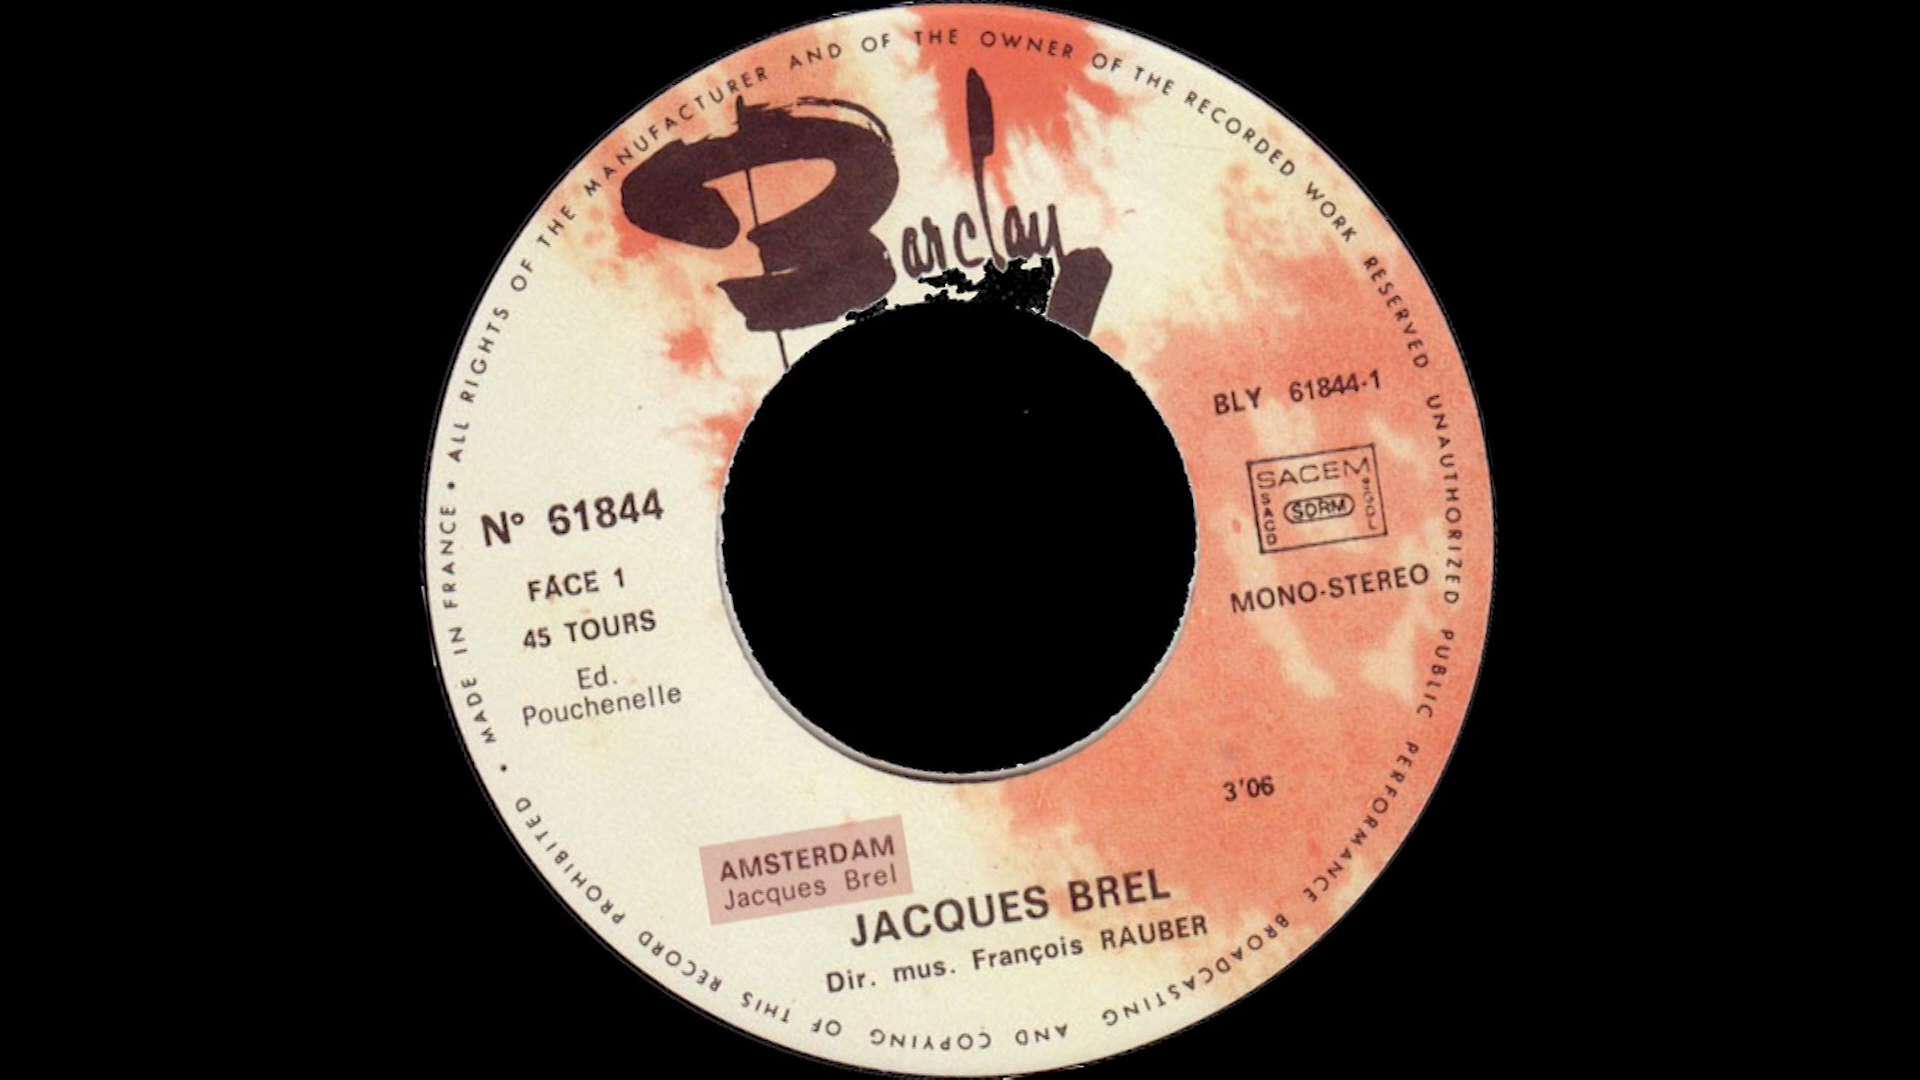 • ALL RIGHTS OF THE MANUFACTURER AND OF THE OWNER OF THE RECORDED WORK RESERVED UNAUTHORIZED PUBLIC PERFORMANCE BROADCASTING AND COPYING OF THIS RECORD PROHIBITED • MADE IN FRANCE
Barclay
N° 61844
FACE 1
45 TOURS
Ed.
Pouchenelle
BLY 61844-1
SACEM
SACD
SDRM
SGDL
MONO-STEREO
3'06
AMSTERDAM
Jacques Brel
JACQUES BREL
Dir. mus. François RAUBER